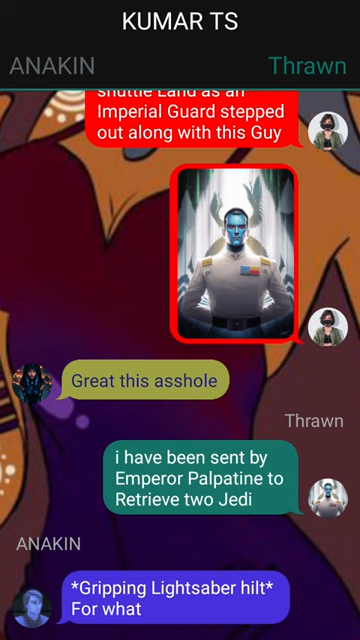 KUMAR TS
ANAKIN Thrawn
shuttle Land as an
Imperial Guard stepped
out along with this Guy
Great this asshole
Thrawn
i have been sent by
Emperor Palpatine to
Retrieve two Jedi
ANAKIN
*Gripping Lightsaber hilt*
For what